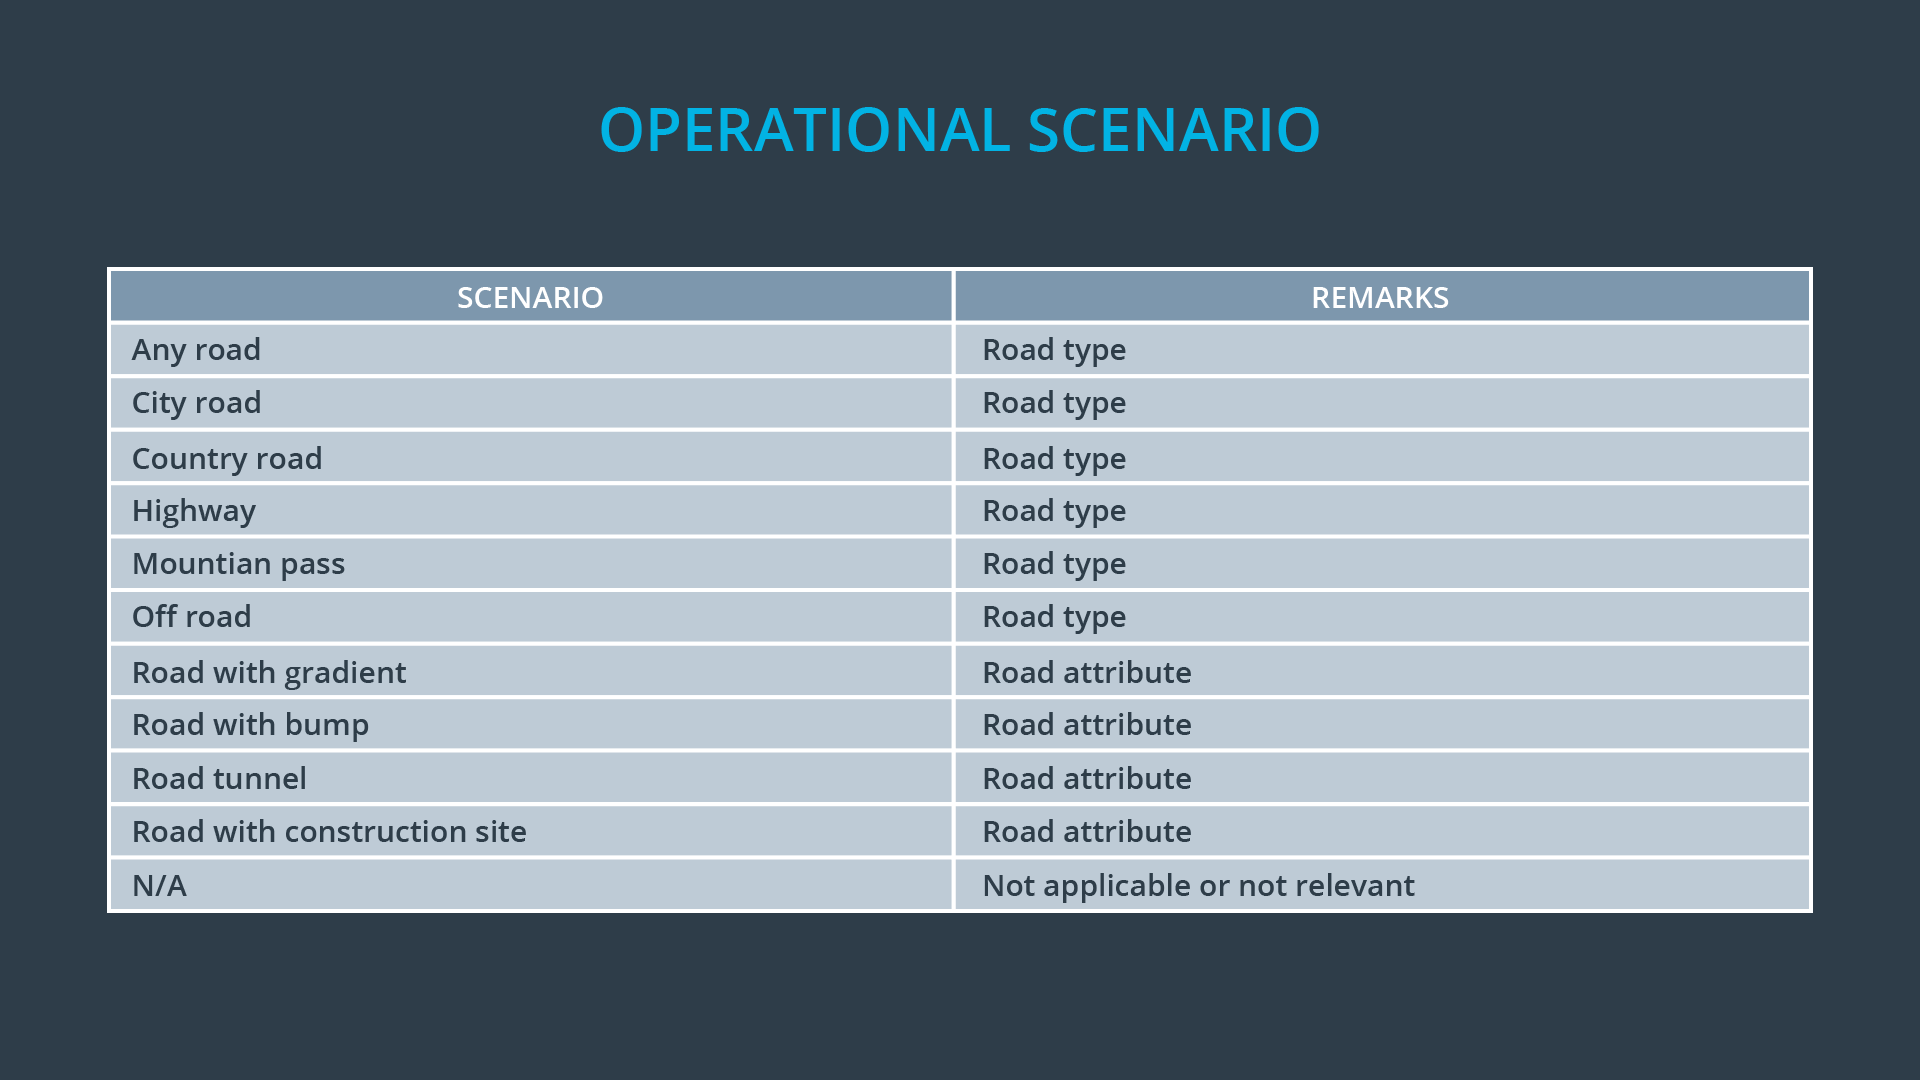 OPERATIONAL SCENARIO
SCENARIO REMARKS
Any road Road type
City road Road type
Country road Road type
Highway Road type
Mountian pass Road type
Off road Road type
Road with gradient Road attribute
Road with bump Road attribute
Road tunnel Road attribute
Road with construction site Road attribute
N/A Not applicable or not relevant